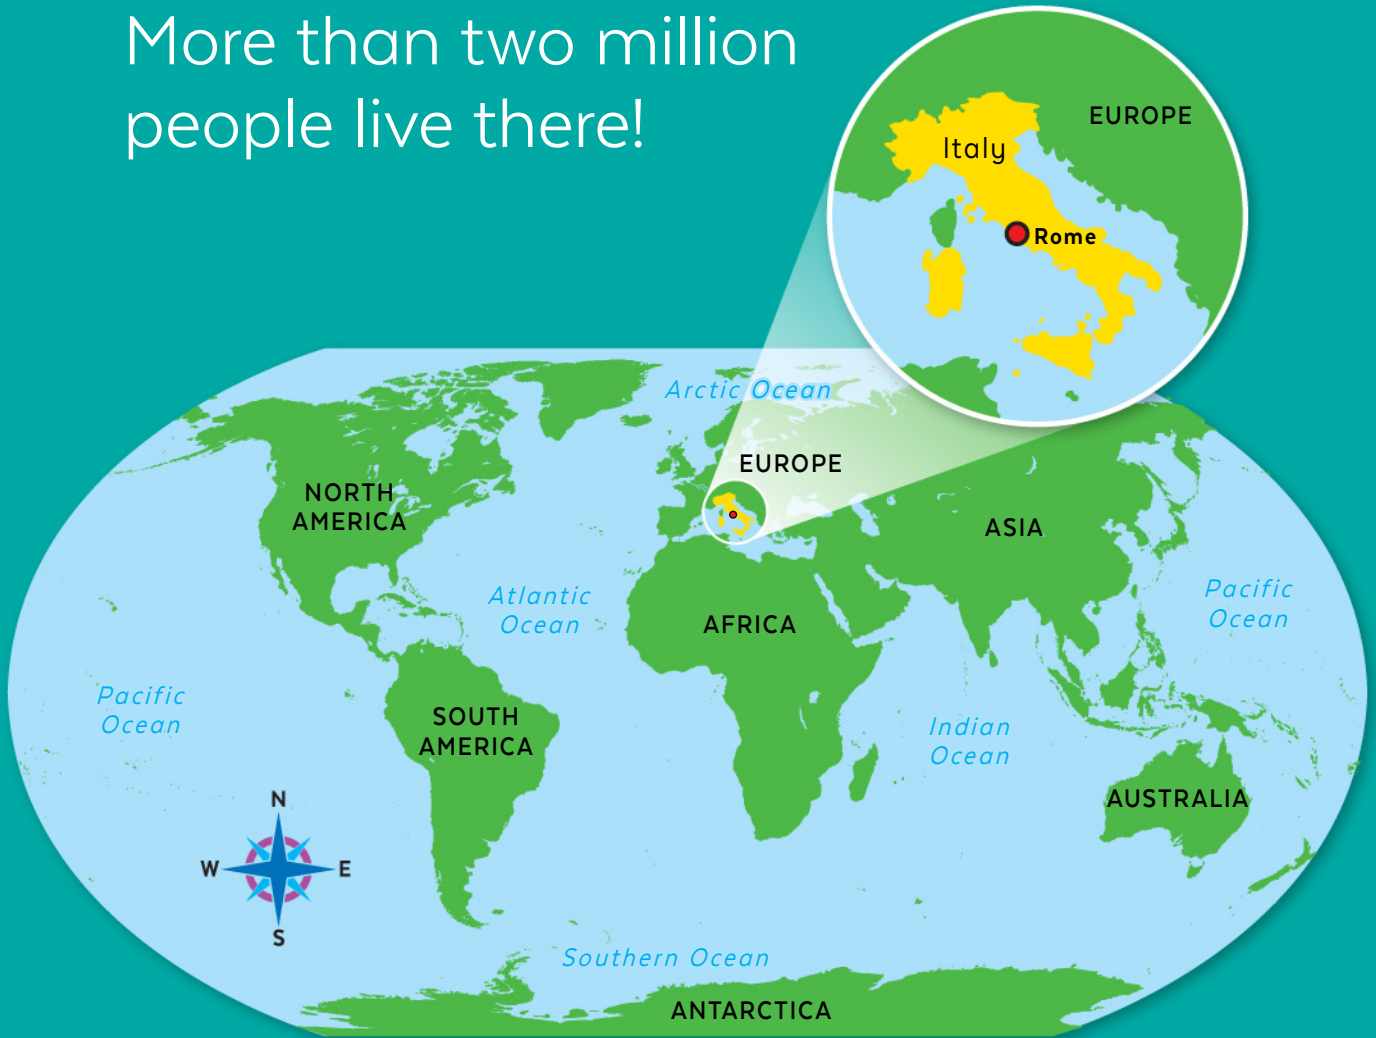 More than two million
people live there!
EUROPE
Italy
Rome
Arctic Ocean
EUROPE
NORTH
AMERICA
ASIA
Atlantic
Ocean
Pacific
Ocean
AFRICA
Pacific
Ocean
SOUTH
AMERICA
Indian
Ocean
AUSTRALIA
N
W
E
S
Southern Ocean
ANTARCTICA